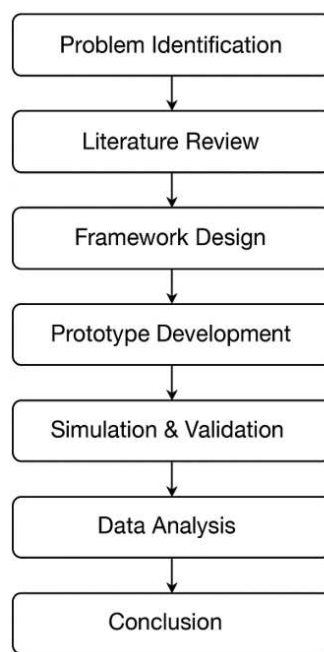 Problem Identification
Literature Review
Framework Design
Prototype Development
Simulation & Validation
Data Analysis
Conclusion